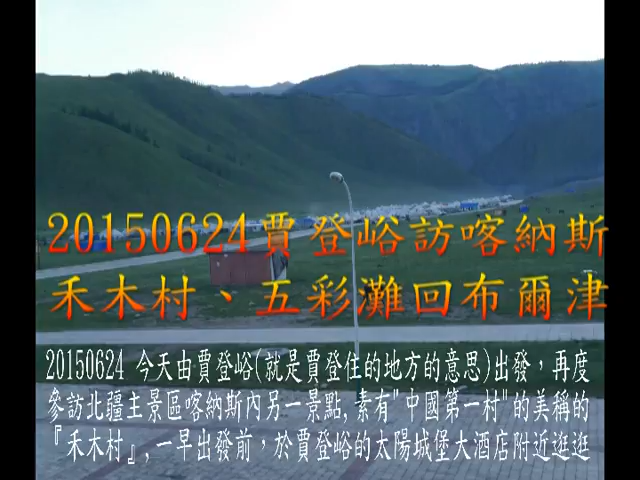 20150624賈登峪訪喀納斯
禾木村、五彩灘回布爾津
20150624 今天由賈登峪(就是賈登住的地方的意思)出發，再度
參訪北疆主景區喀納斯內另一景點,素有"中國第一村"的美稱的
『禾木村』,一早出發前，於賈登峪的太陽城堡大酒店附近逛逛